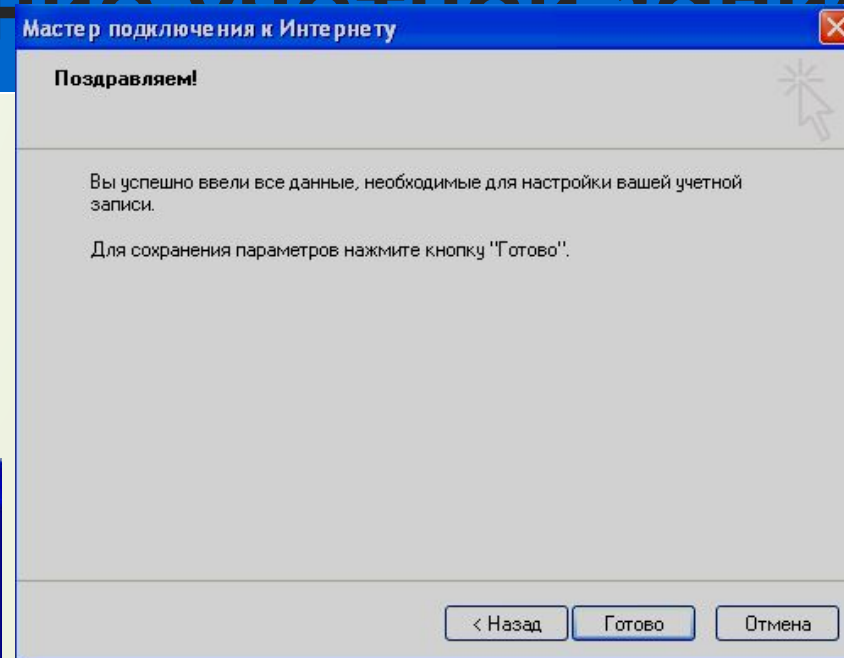 Мастер подключения к Интернету
Поздравляем!
Вы успешно ввели все данные, необходимые для настройки вашей учетной
записи.
Для сохранения параметров нажмите кнопку "Готово".
< Назад Готово Отмена